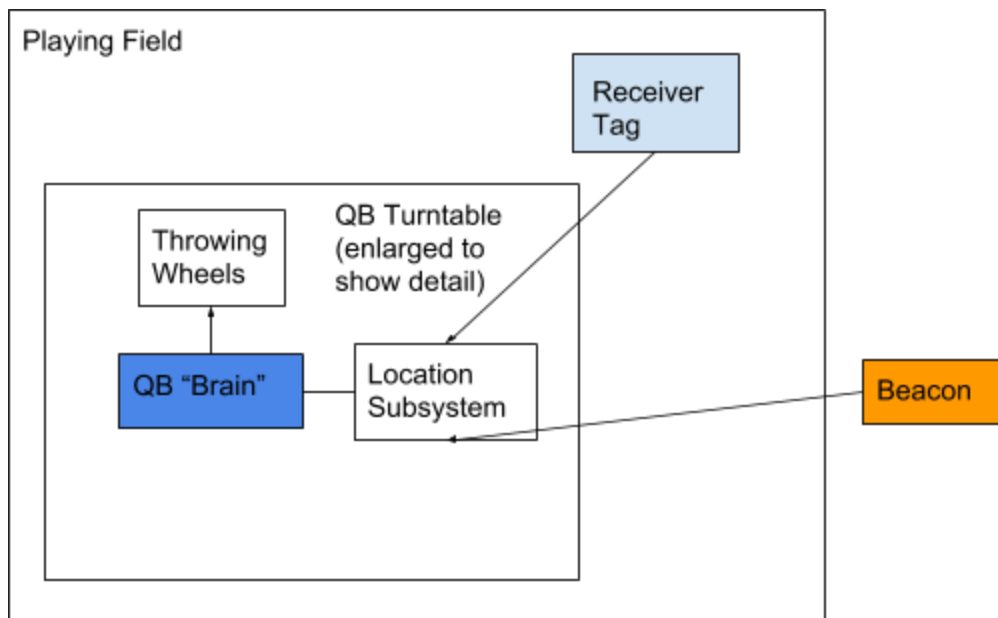 Playing Field
Receiver
Tag
QB Turntable
(enlarged to
show detail)
Throwing
Wheels
QB “Brain”
Location
Subsystem
Beacon